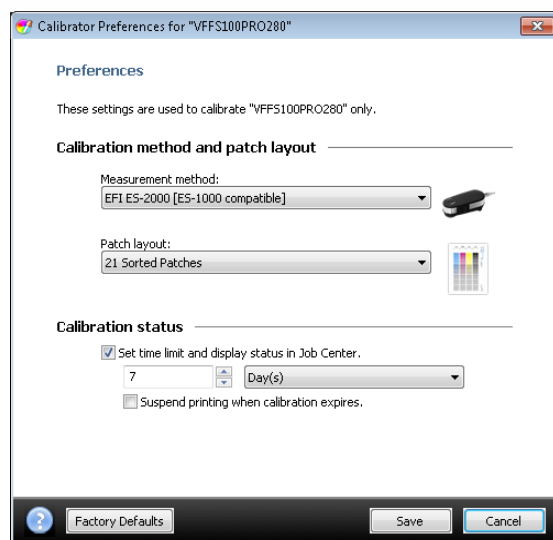 Calibrator Preferences for "VFFS100PRO280"
Preferences
These settings are used to calibrate "VFFS100PRO280" only.
Calibration method and patch layout
Measurement method:
EFI ES-2000 [ES-1000 compatible]
Patch layout:
21 Sorted Patches
Calibration status
Set time limit and display status in Job Center.
7 Day(s)
Suspend printing when calibration expires.
? Factory Defaults Save Cancel